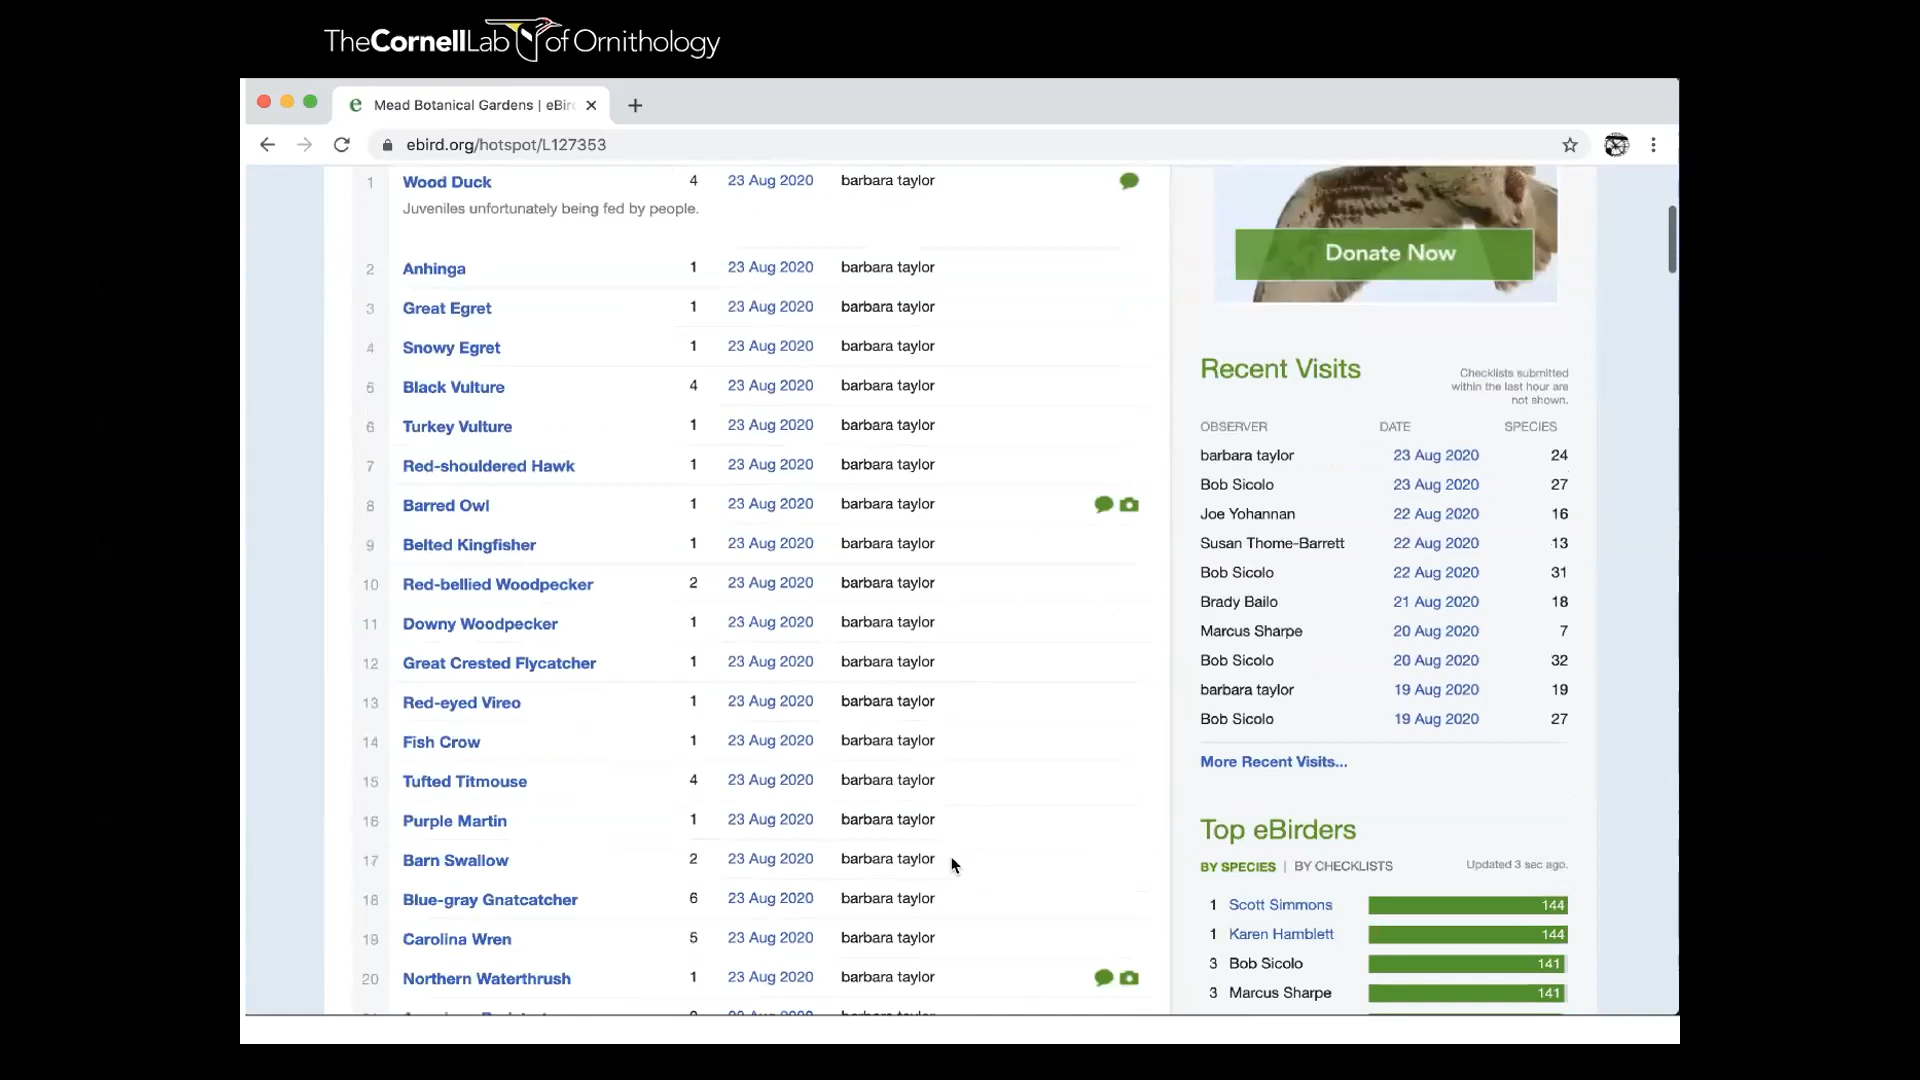 TheCornellLab of Ornithology
Mead Botanical Gardens | eBir
ebird.org/hotspot/L127353
1 Wood Duck 4 23 Aug 2020 barbara taylor
Juveniles unfortunately being fed by people.
2 Anhinga 1 23 Aug 2020 barbara taylor
3 Great Egret 1 23 Aug 2020 barbara taylor
4 Snowy Egret 1 23 Aug 2020 barbara taylor
5 Black Vulture 4 23 Aug 2020 barbara taylor
6 Turkey Vulture 1 23 Aug 2020 barbara taylor
7 Red-shouldered Hawk 1 23 Aug 2020 barbara taylor
8 Barred Owl 1 23 Aug 2020 barbara taylor
9 Belted Kingfisher 1 23 Aug 2020 barbara taylor
10 Red-bellied Woodpecker 2 23 Aug 2020 barbara taylor
11 Downy Woodpecker 1 23 Aug 2020 barbara taylor
12 Great Crested Flycatcher 1 23 Aug 2020 barbara taylor
13 Red-eyed Vireo 1 23 Aug 2020 barbara taylor
14 Fish Crow 1 23 Aug 2020 barbara taylor
15 Tufted Titmouse 4 23 Aug 2020 barbara taylor
16 Purple Martin 1 23 Aug 2020 barbara taylor
17 Barn Swallow 2 23 Aug 2020 barbara taylor
18 Blue-gray Gnatcatcher 6 23 Aug 2020 barbara taylor
19 Carolina Wren 5 23 Aug 2020 barbara taylor
20 Northern Waterthrush 1 23 Aug 2020 barbara taylor
Donate Now
Recent Visits
Checklists submitted
within the last hour are
not shown.
OBSERVER DATE SPECIES
barbara taylor 23 Aug 2020 24
Bob Sicolo 23 Aug 2020 27
Joe Yohannan 22 Aug 2020 16
Susan Thome-Barrett 22 Aug 2020 13
Bob Sicolo 22 Aug 2020 31
Brady Bailo 21 Aug 2020 18
Marcus Sharpe 20 Aug 2020 7
Bob Sicolo 20 Aug 2020 32
barbara taylor 19 Aug 2020 19
Bob Sicolo 19 Aug 2020 27
More Recent Visits...
Top eBirders
BY SPECIES | BY CHECKLISTS Updated 3 sec ago.
1 Scott Simmons 144
1 Karen Hamblett 144
3 Bob Sicolo 141
3 Marcus Sharpe 141